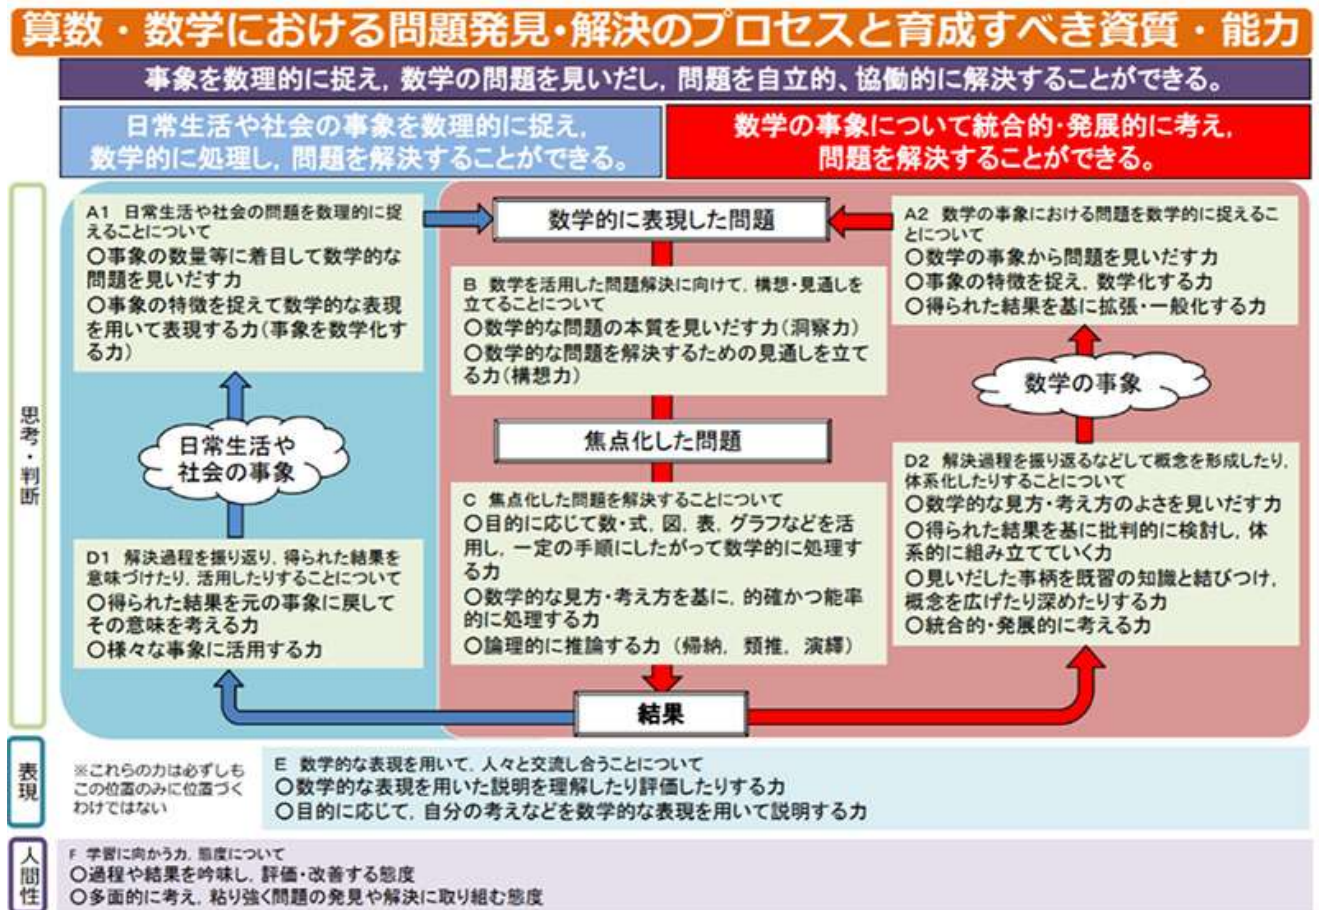 算数・数学における問題発見・解決のプロセスと育成すべき資質・能力
事象を数理的に捉え，数学の問題を見いだし，問題を自立的、協働的に解決することができる。
日常生活や社会の事象を数理的に捉え，
数学的に処理し，問題を解決することができる。
数学の事象について統合的・発展的に考え，
問題を解決することができる。
思考・判断
A1 日常生活や社会の問題を数理的に捉
えることについて
○事象の数量等に着目して数学的な
問題を見いだす力
○事象の特徴を捉えて数学的な表現
を用いて表現する力（事象を数学化す
る力）
日常生活や
社会の事象
D1 解決過程を振り返り，得られた結果を
意味づけたり，活用したりすることについて
○得られた結果を元の事象に戻して
その意味を考える力
○様々な事象に活用する力
数学的に表現した問題
B 数学を活用した問題解決に向けて，構想・見通しを
立てることについて
○数学的な問題の本質を見いだす力（洞察力）
○数学的な問題を解決するための見通しを立て
る力（構想力）
焦点化した問題
C 焦点化した問題を解決することについて
○目的に応じて数・式，図，表，グラフなどを活
用し，一定の手順にしたがって数学的に処理す
る力
○数学的な見方・考え方を基に，的確かつ能率
的に処理する力
○論理的に推論する力（帰納，類推，演繹）
結果
A2 数学の事象における問題を数学的に捉えるこ
とについて
○数学の事象から問題を見いだす力
○事象の特徴を捉え，数学化する力
○得られた結果を基に拡張・一般化する力
数学の事象
D2 解決過程を振り返るなどして概念を形成したり，
体系化したりすることについて
○数学的な見方・考え方のよさを見いだす力
○得られた結果を基に批判的に検討し，体
系的に組み立てていく力
○見いだした事柄を既習の知識と結びつけ，
概念を広げたり深めたりする力
○統合的・発展的に考える力
表現
※これらの力は必ずしも
この位置のみに位置づく
わけではない
E 数学的な表現を用いて，人々と交流し合うことについて
○数学的な表現を用いた説明を理解したり評価したりする力
○目的に応じて，自分の考えなどを数学的な表現を用いて説明する力
人間性
F 学習に向かう力，態度について
○過程や結果を吟味し，評価・改善する態度
○多面的に考え，粘り強く問題の発見や解決に取り組む態度